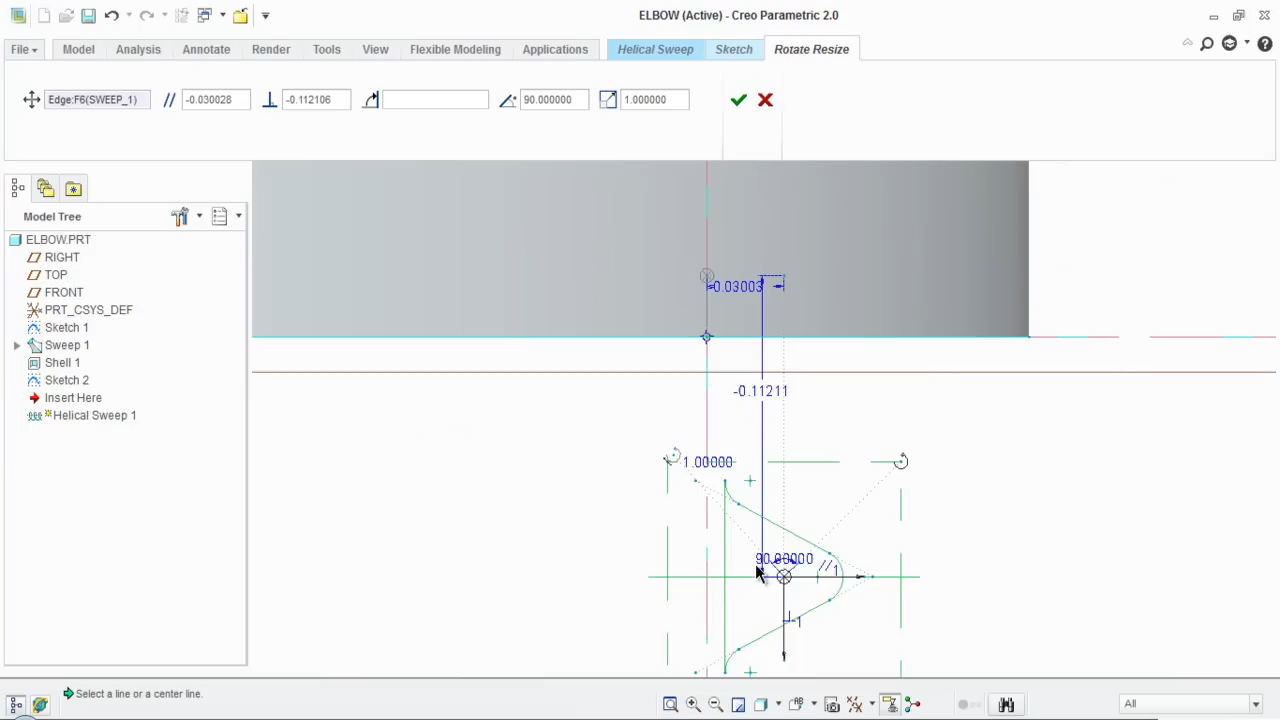 ELBOW (Active) - Creo Parametric 2.0
File Model Analysis Annotate Render Tools View Flexible Modeling Applications Helical Sweep Sketch Rotate Resize
Edge:F6(SWEEP_1) -0.030028 -0.112106 90.000000 1.000000
Model Tree
ELBOW.PRT
RIGHT
TOP
FRONT
PRT_CSYS_DEF
Sketch 1
Sweep 1
Shell 1
Sketch 2
Insert Here
Helical Sweep 1
-0.03003
-0.11211
1.00000
90.00000
//1
⊥1
Select a line or a center line.
All